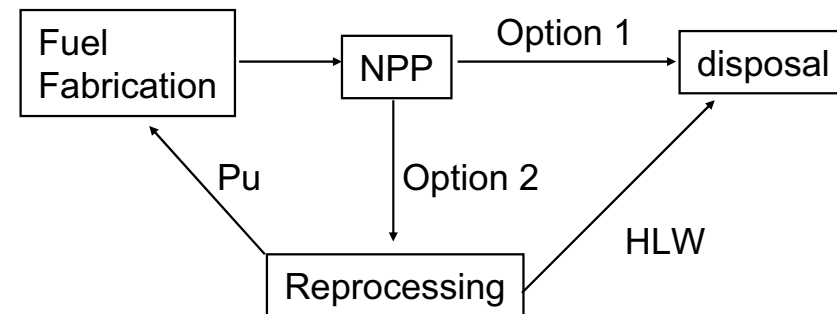 Fuel
Fabrication
NPP
Option 1
disposal
Pu
Option 2
HLW
Reprocessing